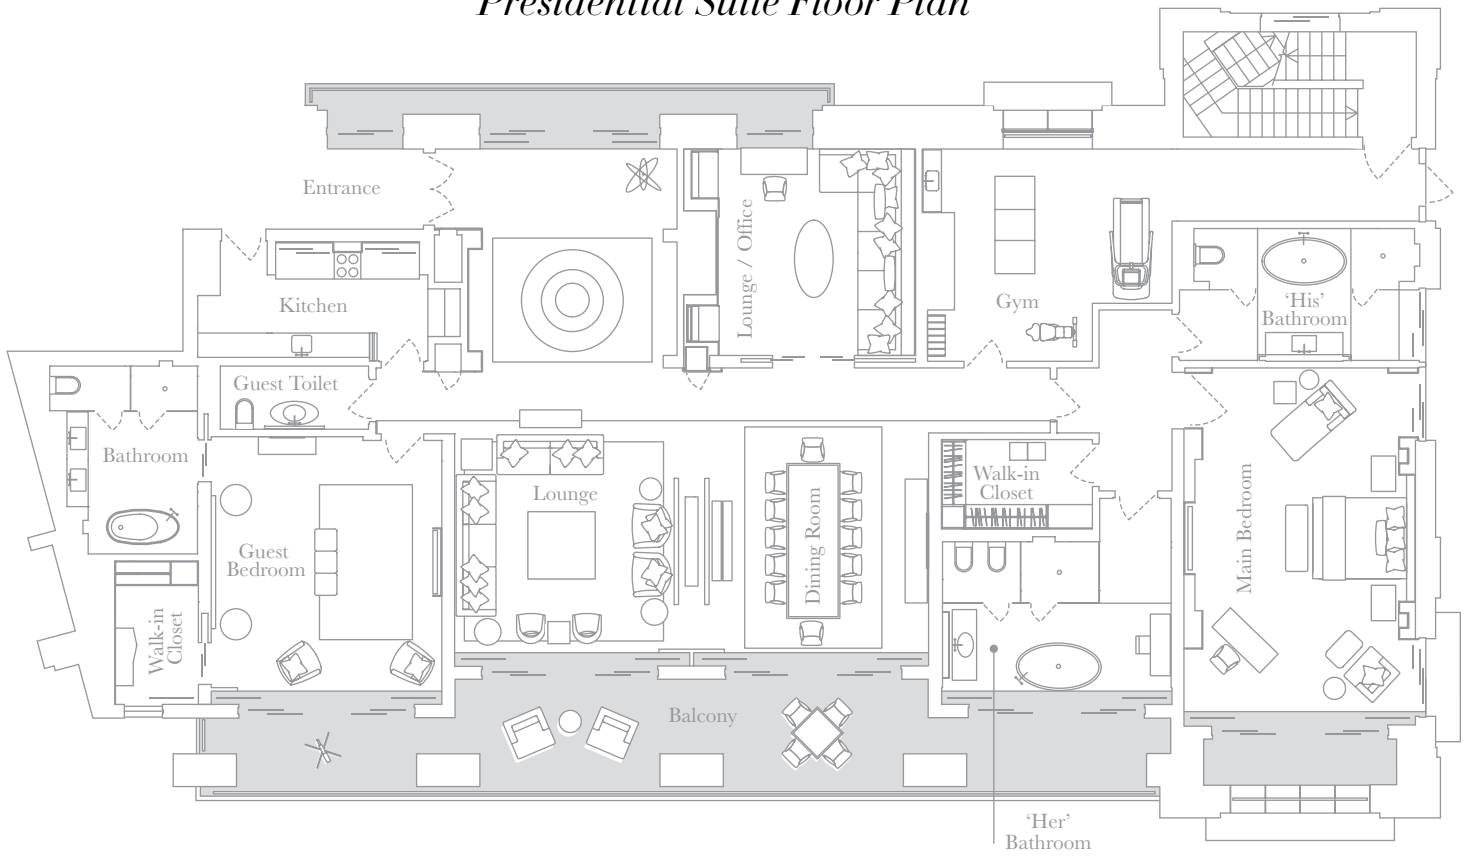 Presidential Suite Floor Plan
Entrance
Lounge / Office
Kitchen
Gym
‘His’
Bathroom
Guest Toilet
Bathroom
Lounge
Walk-in
Closet
Dining Room
Main Bedroom
Guest
Bedroom
Walk-in
Closet
Balcony
‘Her’
Bathroom